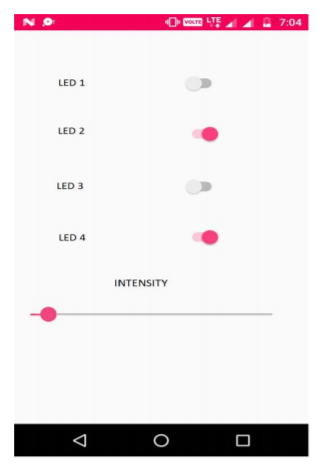 VOLTE LTE 7:04
LED 1
LED 2
LED 3
LED 4
INTENSITY